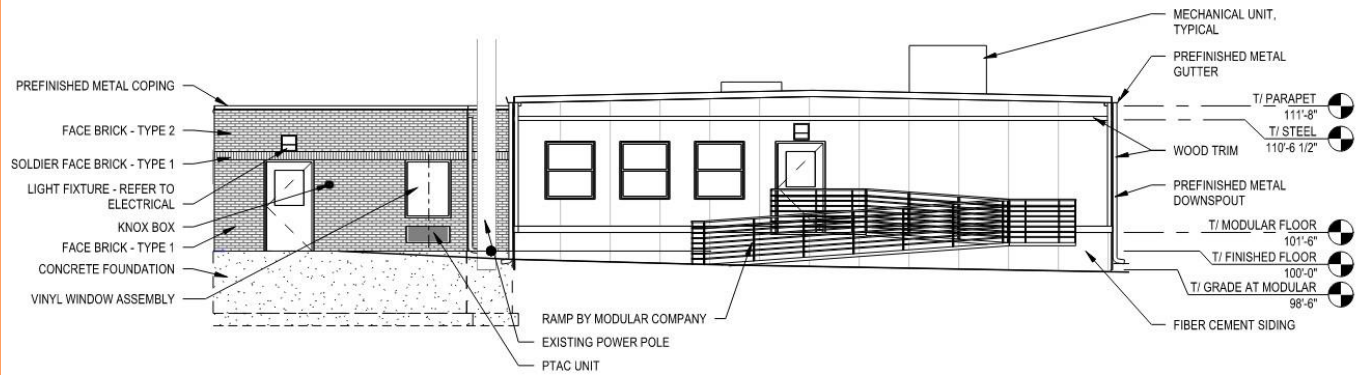 MECHANICAL UNIT,
TYPICAL
PREFINISHED METAL
GUTTER
PREFINISHED METAL COPING
T/ PARAPET
111'-8"
FACE BRICK - TYPE 2
T/ STEEL
110'-6 1/2"
SOLDIER FACE BRICK - TYPE 1
WOOD TRIM
LIGHT FIXTURE - REFER TO
ELECTRICAL
PREFINISHED METAL
DOWNSPOUT
KNOX BOX
T/ MODULAR FLOOR
101'-6"
FACE BRICK - TYPE 1
T/ FINISHED FLOOR
100'-0"
CONCRETE FOUNDATION
T/ GRADE AT MODULAR
98'-6"
VINYL WINDOW ASSEMBLY
RAMP BY MODULAR COMPANY
FIBER CEMENT SIDING
EXISTING POWER POLE
PTAC UNIT